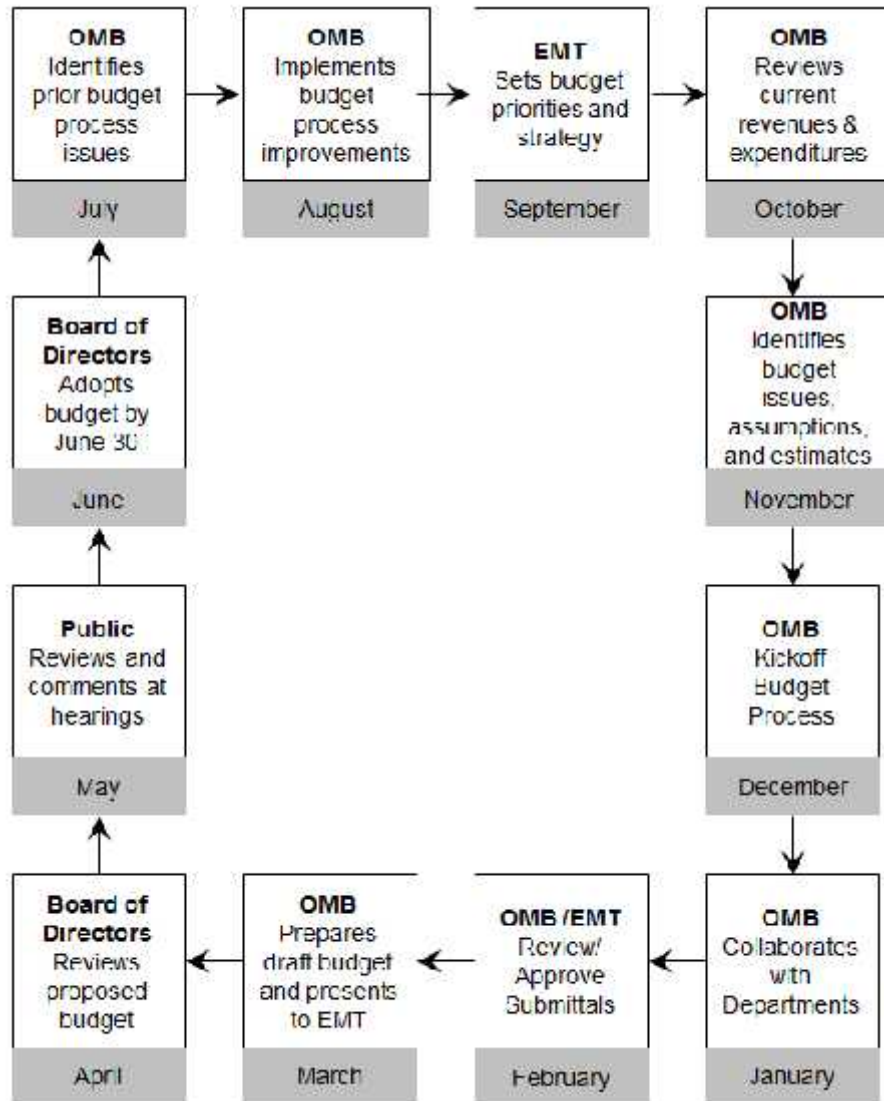 OMB
Identifies
prior budget
process
issues
July
OMB
Implements
budget
process
improvements
August
EMT
Sets budget
priorities and
strategy
September
OMB
Reviews
current
revenues &
expenditures
October
OMB
Identifies
budget
issues,
assumptions,
and estimates
November
OMB
Kickoff
Budget
Process
December
OMB
Collaborates
with
Departments
January
OMB /EMT
Review/
Approve
Submittals
February
OMB
Prepares
draft budget
and presents
to EMT
March
Board of
Directors
Reviews
proposed
budget
April
Public
Reviews and
comments at
hearings
May
Board of
Directors
Adopts
budget by
June 30
June